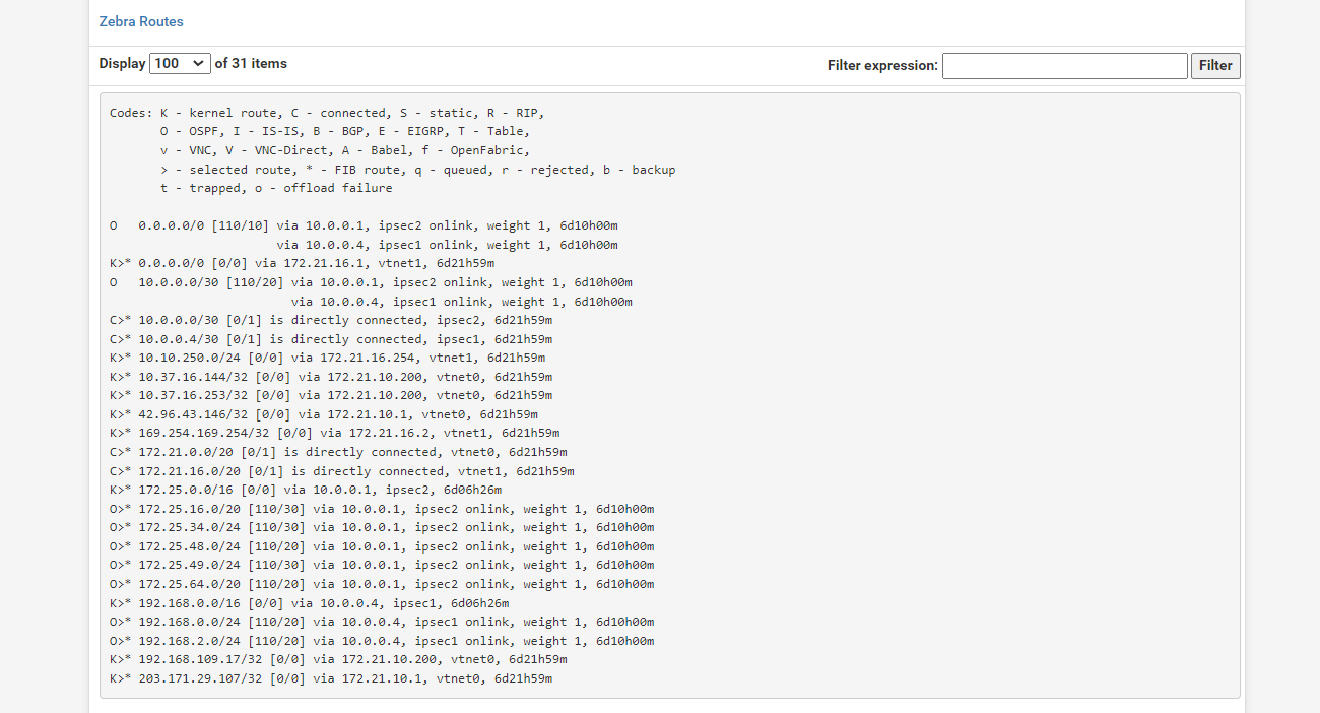 Zebra Routes
Display 100 of 31 items Filter expression: Filter
Codes: K - kernel route, C - connected, S - static, R - RIP,
       O - OSPF, I - IS-IS, B - BGP, E - EIGRP, T - Table,
       v - VNC, V - VNC-Direct, A - Babel, f - OpenFabric,
       > - selected route, * - FIB route, q - queued, r - rejected, b - backup
       t - trapped, o - offload failure
O   0.0.0.0/0 [110/10] via 10.0.0.1, ipsec2 onlink, weight 1, 6d10h00m
                       via 10.0.0.4, ipsec1 onlink, weight 1, 6d10h00m
K>* 0.0.0.0/0 [0/0] via 172.21.16.1, vtnet1, 6d21h59m
O   10.0.0.0/30 [110/20] via 10.0.0.1, ipsec2 onlink, weight 1, 6d10h00m
                         via 10.0.0.4, ipsec1 onlink, weight 1, 6d10h00m
C>* 10.0.0.0/30 [0/1] is directly connected, ipsec2, 6d21h59m
C>* 10.0.0.4/30 [0/1] is directly connected, ipsec1, 6d21h59m
K>* 10.10.250.0/24 [0/0] via 172.21.16.254, vtnet1, 6d21h59m
K>* 10.37.16.144/32 [0/0] via 172.21.10.200, vtnet0, 6d21h59m
K>* 10.37.16.253/32 [0/0] via 172.21.10.200, vtnet0, 6d21h59m
K>* 42.96.43.146/32 [0/0] via 172.21.10.1, vtnet0, 6d21h59m
K>* 169.254.169.254/32 [0/0] via 172.21.16.2, vtnet1, 6d21h59m
C>* 172.21.0.0/20 [0/1] is directly connected, vtnet0, 6d21h59m
C>* 172.21.16.0/20 [0/1] is directly connected, vtnet1, 6d21h59m
K>* 172.25.0.0/16 [0/0] via 10.0.0.1, ipsec2, 6d06h26m
O>* 172.25.16.0/20 [110/30] via 10.0.0.1, ipsec2 onlink, weight 1, 6d10h00m
O>* 172.25.34.0/24 [110/30] via 10.0.0.1, ipsec2 onlink, weight 1, 6d10h00m
O>* 172.25.48.0/24 [110/20] via 10.0.0.1, ipsec2 onlink, weight 1, 6d10h00m
O>* 172.25.49.0/24 [110/30] via 10.0.0.1, ipsec2 onlink, weight 1, 6d10h00m
O>* 172.25.64.0/20 [110/20] via 10.0.0.1, ipsec2 onlink, weight 1, 6d10h00m
K>* 192.168.0.0/16 [0/0] via 10.0.0.4, ipsec1, 6d06h26m
O>* 192.168.0.0/24 [110/20] via 10.0.0.4, ipsec1 onlink, weight 1, 6d10h00m
O>* 192.168.2.0/24 [110/20] via 10.0.0.4, ipsec1 onlink, weight 1, 6d10h00m
K>* 192.168.109.17/32 [0/0] via 172.21.10.200, vtnet0, 6d21h59m
K>* 203.171.29.107/32 [0/0] via 172.21.10.1, vtnet0, 6d21h59m